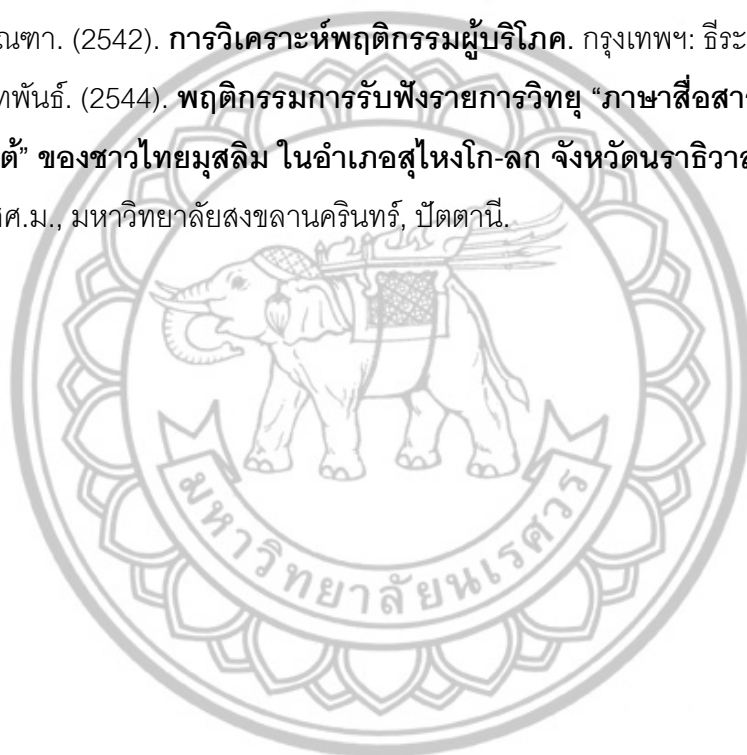 ณฑา. (2542). การวิเคราะห์พฤติกรรมผู้บริโภค. กรุงเทพฯ: ธีระ
ทพันธ์. (2544). พฤติกรรมการรับฟังรายการวิทยุ “ภาษาสื่อสาร
ต้” ของชาวไทยมุสลิม ในอำเภอสุไหงโก-ลก จังหวัดนราธิวาส
ศ.ม., มหาวิทยาลัยสงขลานครินทร์, ปัตตานี.
มหาวิทยาลัยนเรศวร